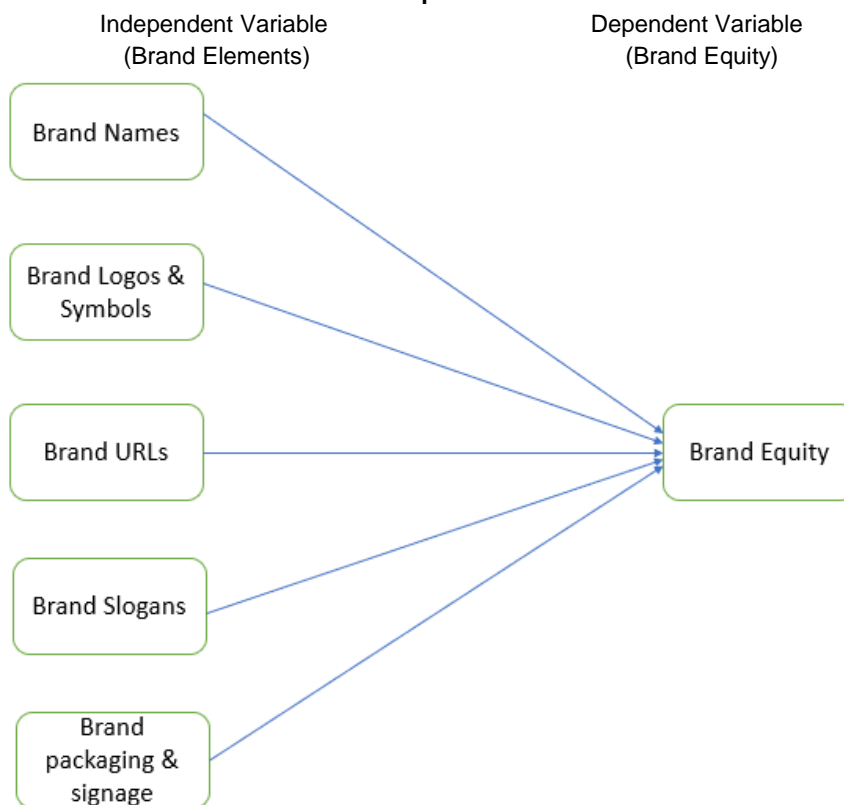 Independent Variable
(Brand Elements)
Dependent Variable
(Brand Equity)
Brand Names
Brand Logos &
Symbols
Brand URLs
Brand Equity
Brand Slogans
Brand
packaging &
signage